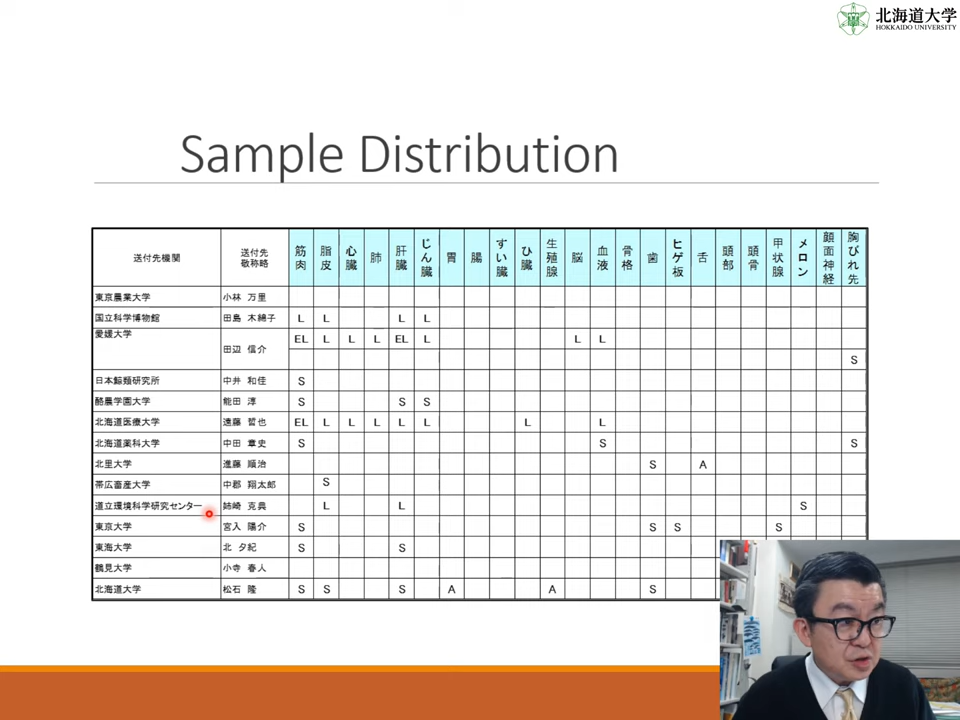 北海道大学
HOKKAIDO UNIVERSITY
Sample Distribution
送付先機関 送付先敬称略 筋肉 脂皮 心臓 肺 肝臓 じん臓 胃 腸 すい臓 ひ臓 生殖腺 脳 血液 骨格 歯 ヒゲ板 舌 頭部 頭骨 甲状腺 メロン 顔面神経 胸びれ先
東京農業大学 小林 万里
国立科学博物館 田島 木綿子 L L L L
愛媛大学 田辺 信介 EL L L L EL L L L
S
日本鯨類研究所 中井 和佳 S
酪農学園大学 能田 淳 S S S
北海道医療大学 遠藤 哲也 EL L L L L L L L
北海道薬科大学 中田 章史 S S S
北里大学 進藤 順治 S A
帯広畜産大学 中郡 翔太郎 S
道立環境科学研究センター 姉崎 克典 L L S
東京大学 宮入 陽介 S S S S
東海大学 北 夕紀 S S
鶴見大学 小寺 春人
北海道大学 松石 隆 S S S A A S